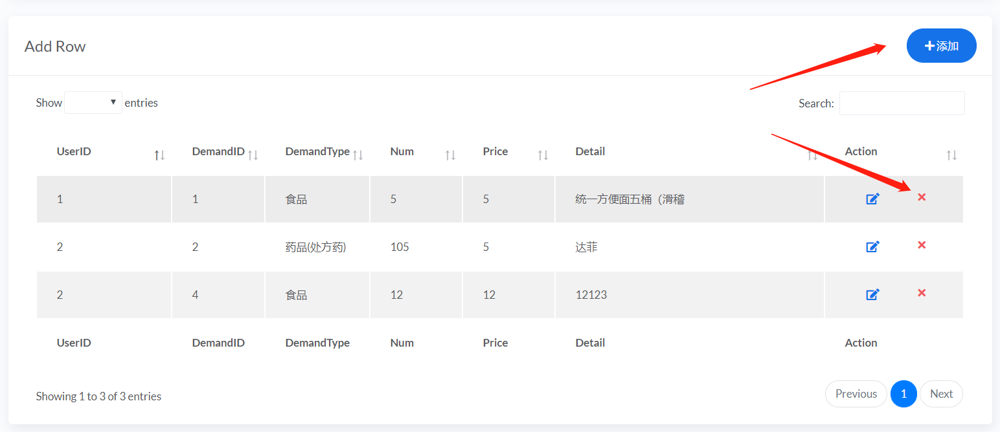 Add Row
添加
Show entries
Search:
UserID DemandID DemandType Num Price Detail Action
1 1 食品 5 5 统一方便面五桶（滑稽
2 2 药品(处方药) 105 5 达菲
2 4 食品 12 12 12123
UserID DemandID DemandType Num Price Detail Action
Showing 1 to 3 of 3 entries
Previous 1 Next